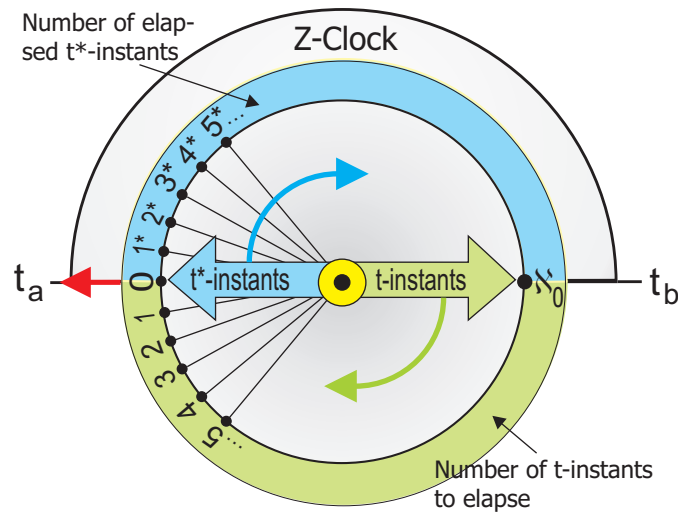 Number of elap-
sed t*-instants
Z-Clock
5*...
4*
3*
2*
1*
t_a
0
t*-instants
t-instants
ℵ₀
t_b
1
2
3
4
5....
Number of t-instants
to elapse